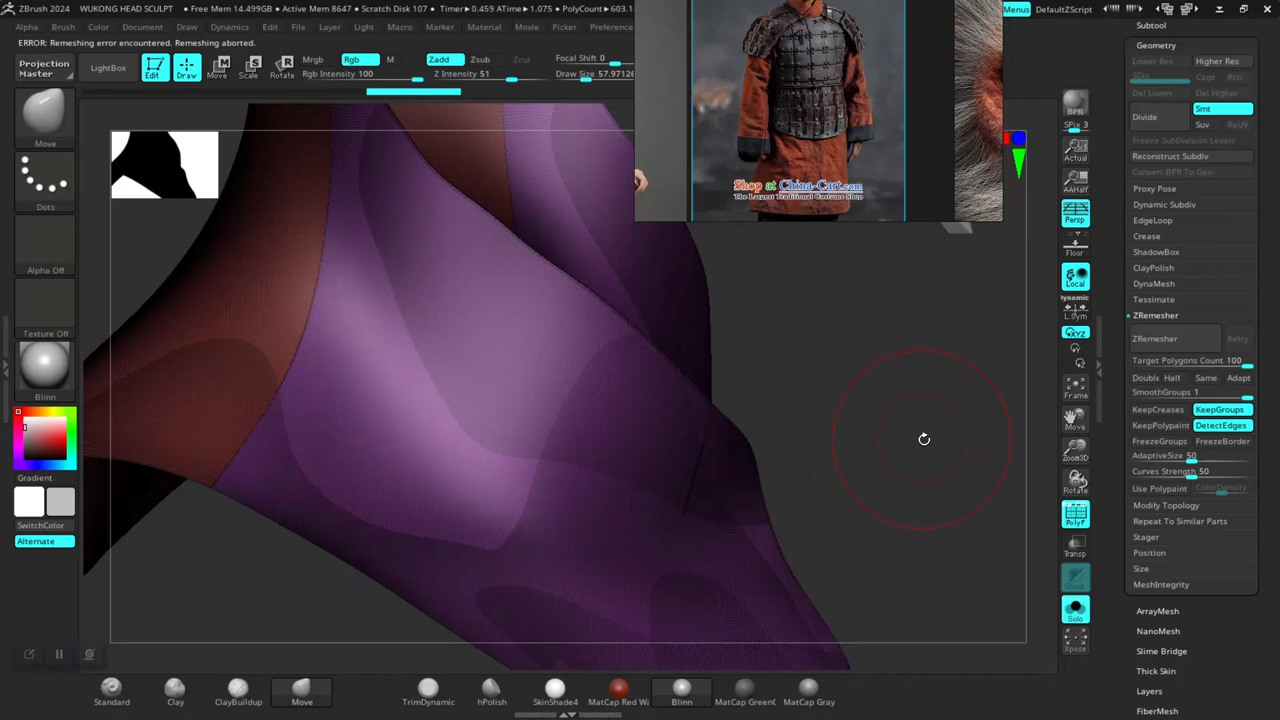 ZBrush 2024 WUKONG HEAD SCULPT • Free Mem 14.499GB • Active Mem 8647 • Scratch Disk 107 • Timer▸0.459 ATime▸1.075 • PolyCount▸603.1 Menus DefaultZScript
Alpha Brush Color Document Draw Dynamics Edit File Layer Light Macro Marker Material Movie Picker Preference
ERROR: Remeshing error encountered. Remeshing aborted.
Projection Master
LightBox
Edit Draw Move Scale Rotate
Mrgb Rgb M Zadd Zsub
Rgb Intensity 100 Z Intensity 51
Focal Shift 0
Draw Size 57.97126
Move
Dots
Alpha Off
Texture Off
Blinn
Gradient
SwitchColor
Alternate
Shop at China-Cart.com
The Largest Traditional Costume Shop
BPR
SPix 3
Actual
AAHalf
Persp
Floor
Local
Dynamic
L.Sym
XYZ
Frame
Move
Zoom3D
Rotate
PolyF
Transp
Ghost
Solo
Xpose
Subtool
Geometry
Lower Res Higher Res
SDiv Cage Rstr
Del Lower Del Higher
Divide Smt
Suv ReUV
Freeze SubDivision Levels
Reconstruct Subdiv
Convert BPR To Geo
Proxy Pose
Dynamic Subdiv
EdgeLoop
Crease
ShadowBox
ClayPolish
DynaMesh
Tessimate
ZRemesher
ZRemesher Retry
Target Polygons Count 100
Double Half Same Adapt
SmoothGroups 1
KeepCreases KeepGroups
KeepPolypaint DetectEdges
FreezeGroups FreezeBorder
AdaptiveSize 50
Curves Strength 50
Use Polypaint ColorDensity
Modify Topology
Repeat To Similar Parts
Stager
Position
Size
MeshIntegrity
ArrayMesh
NanoMesh
Slime Bridge
Thick Skin
Layers
FiberMesh
Standard Clay ClayBuildup Move TrimDynamic hPolish SkinShade4 MatCap Red Wa Blinn MatCap GreenC MatCap Gray